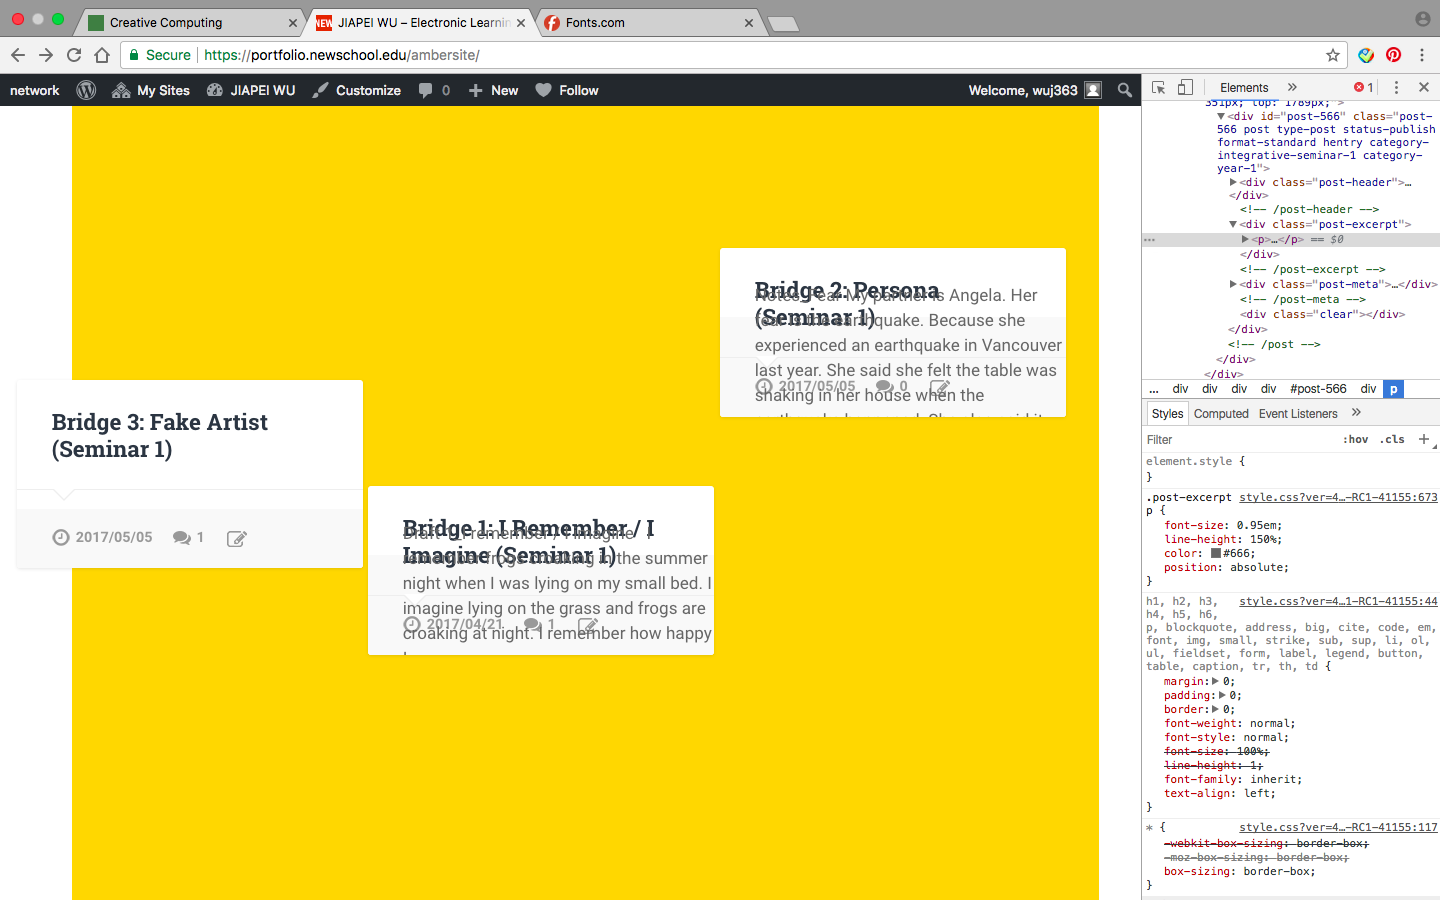 Creative Computing
NEW JIAPEI WU – Electronic Learnin
Fonts.com
Secure https://portfolio.newschool.edu/ambersite/
network My Sites JIAPEI WU Customize 0 New Follow Welcome, wuj363
Bridge 2: Persona
(Seminar 1)
Notes: Fear My partner is Angela. Her
fear is the earthquake. Because she
experienced an earthquake in Vancouver
last year. She said she felt the table was
2017/05/05 0
shaking in her house when the
Bridge 3: Fake Artist
(Seminar 1)
2017/05/05 1
Bridge 1: I Remember / I
Imagine (Seminar 1)
Draft 1: I remember / I imagine I
remember frogs croaking in the summer
night when I was lying on my small bed. I
imagine lying on the grass and frogs are
2017/04/21 1
croaking at night. I remember how happy
Elements » 1
351px; top: 1789px; ">
▼<div id="post-566" class="post-
566 post type-post status-publish
format-standard hentry category-
integrative-seminar-1 category-
year-1">
▶<div class="post-header">…
</div>
<!-- /post-header -->
▼<div class="post-excerpt">
… ▶<p>…</p> == $0
</div>
<!-- /post-excerpt -->
▶<div class="post-meta">…</div>
<!-- /post-meta -->
<div class="clear"></div>
</div>
<!-- /post -->
</div>
</div>
… div div div div #post-566 div p
Styles Computed Event Listeners »
Filter :hov .cls +
element.style {
}
.post-excerpt style.css?ver=4…-RC1-41155:673
p {
font-size: 0.95em;
line-height: 150%;
color: #666;
position: absolute;
}
h1, h2, h3, style.css?ver=4…1-RC1-41155:44
h4, h5, h6,
p, blockquote, address, big, cite, code, em,
font, img, small, strike, sub, sup, li, ol,
ul, fieldset, form, label, legend, button,
table, caption, tr, th, td {
margin:▶0;
padding:▶0;
border:▶0;
font-weight: normal;
font-style: normal;
font-size: 100%;
line-height: 1;
font-family: inherit;
text-align: left;
}
* { style.css?ver=4…-RC1-41155:117
-webkit-box-sizing: border-box;
-moz-box-sizing: border-box;
box-sizing: border-box;
}